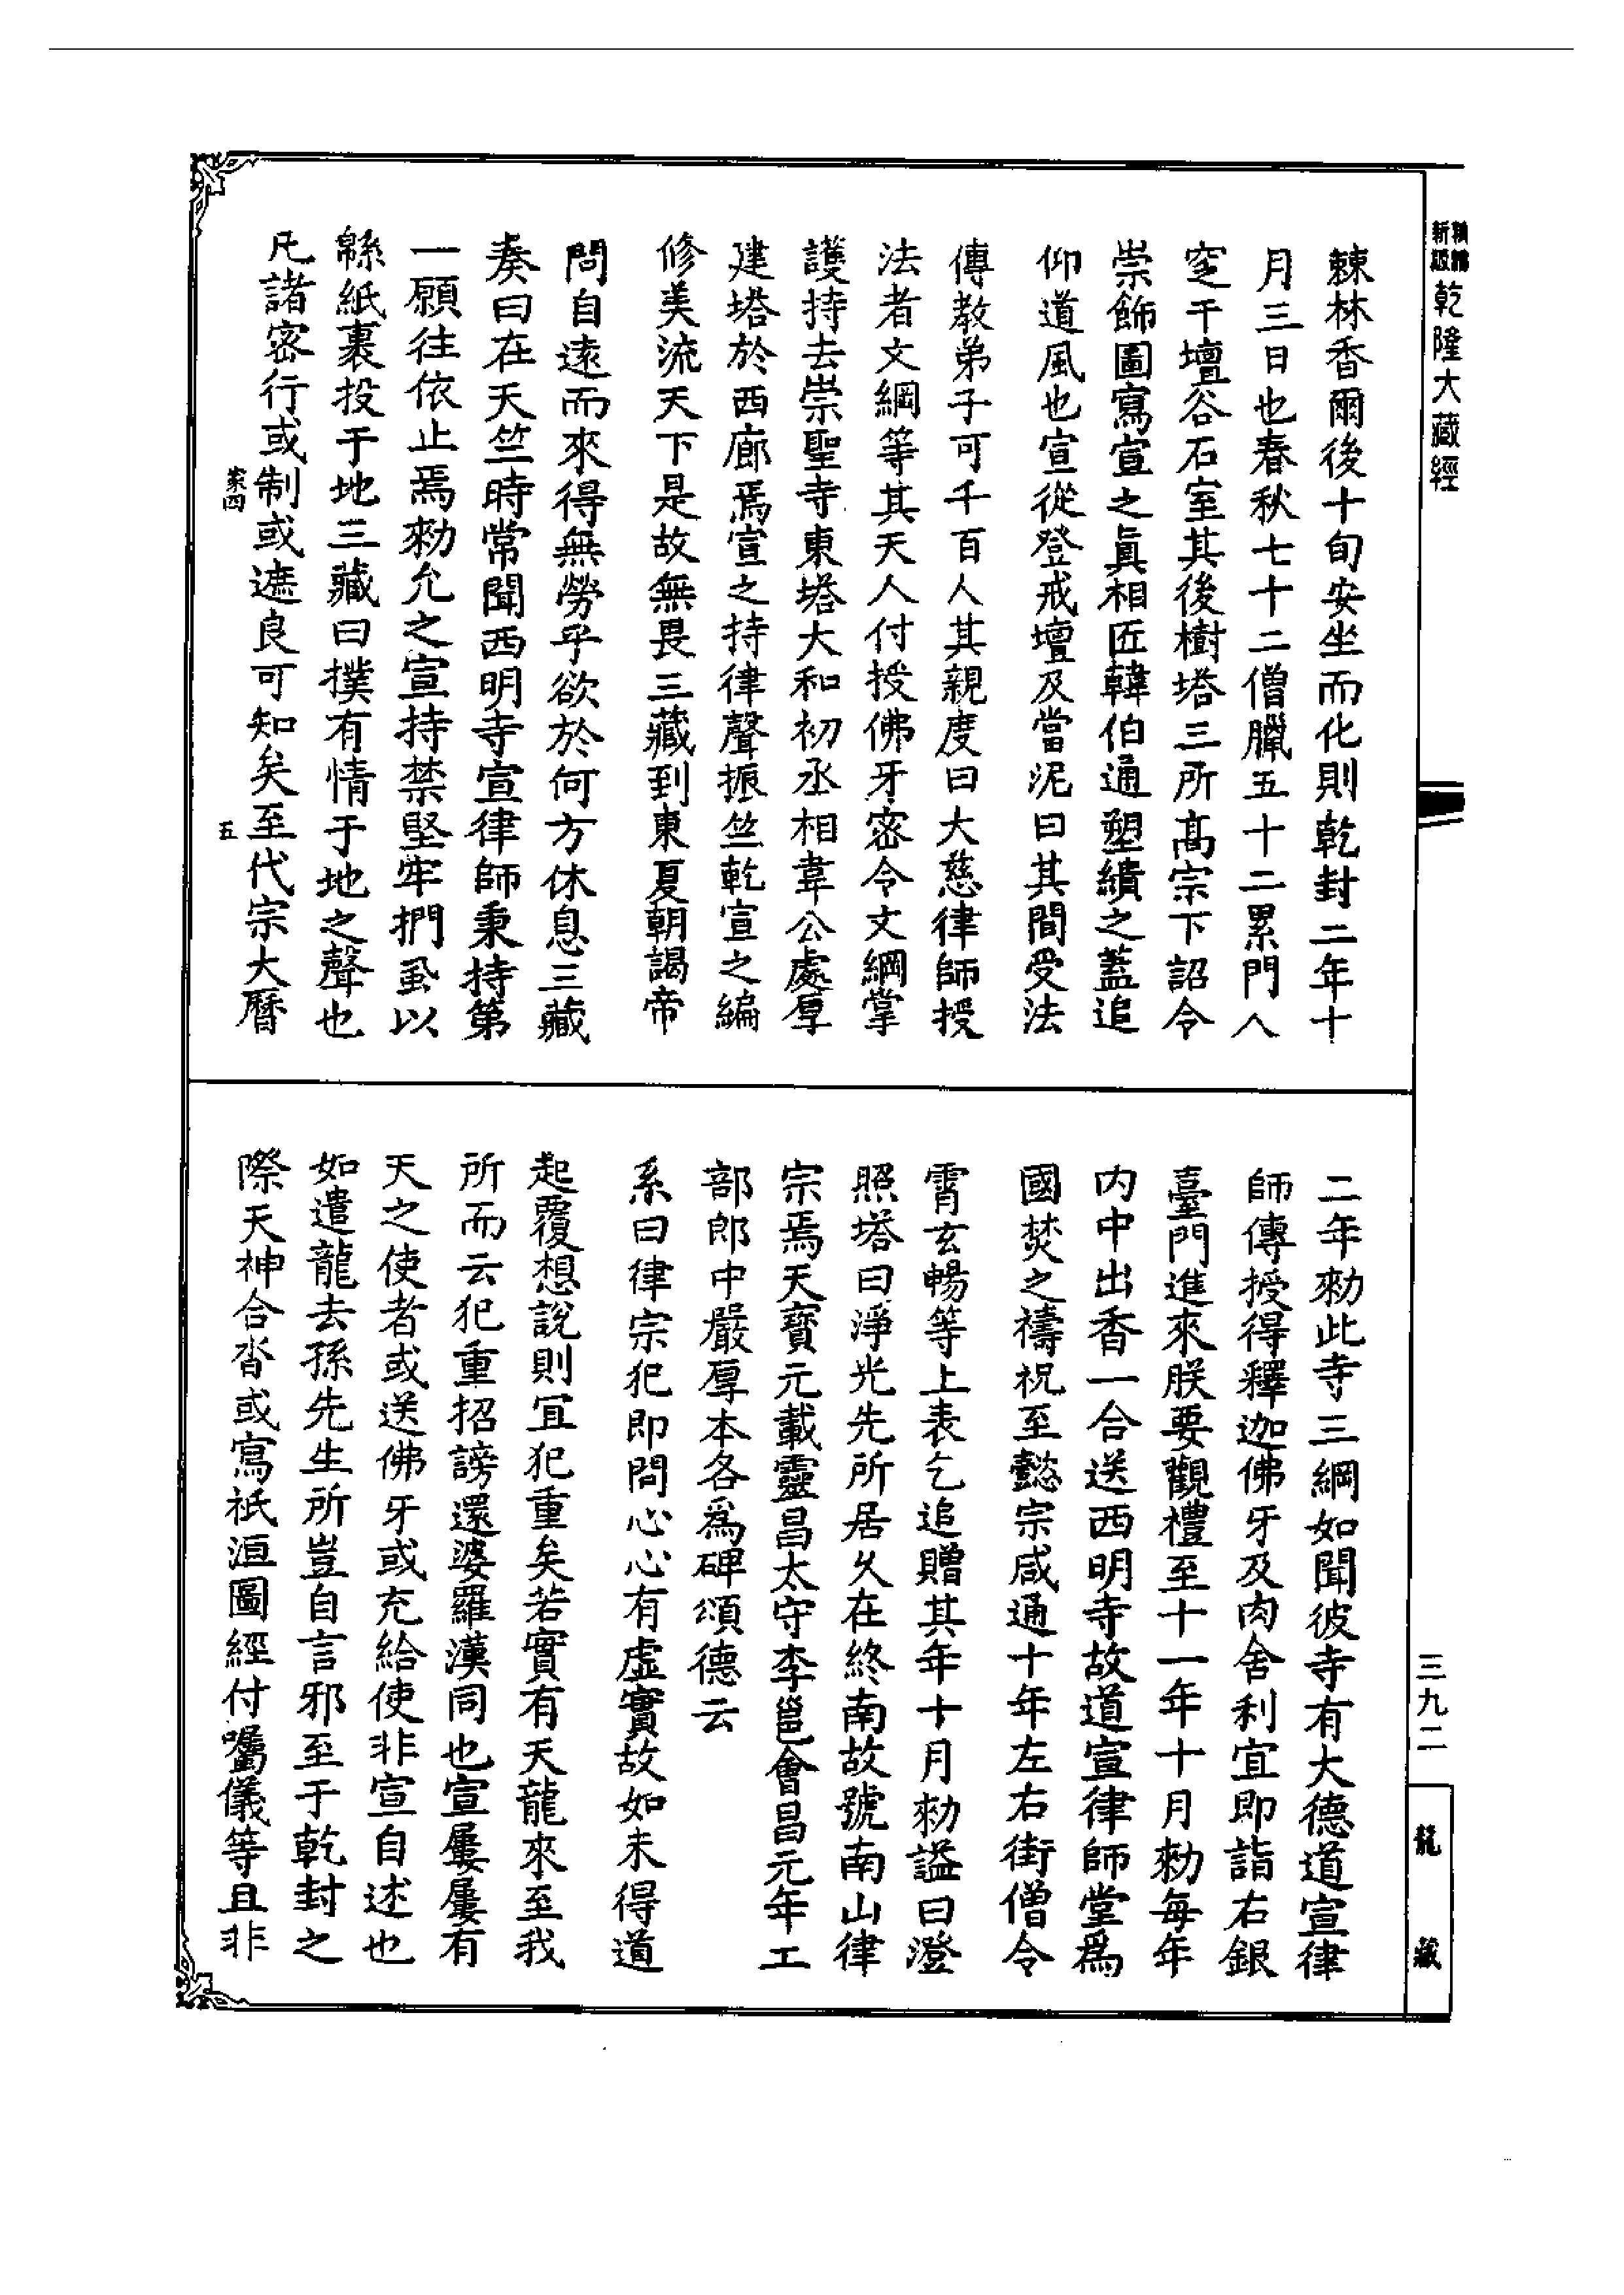 新編縮版 乾隆大藏經
棘林香爾後十旬安坐而化則乾封二年十
月三日也春秋七十二僧臘五十二累門人
窆于壇谷石室其後樹塔三所高宗下詔令
崇飾圖寫宣之眞相匠韓伯通塑繢之蓋追
仰道風也宣從登戒壇及當泥曰其間受法
傳教弟子可千百人其親度曰大慈律師授
法者文綱等其天人付授佛牙密令文綱掌
護持去崇聖寺東塔大和初丞相韋公處厚
建塔於西廊焉宣之持律聲振竺乾宣之編
修美流天下是故無畏三藏到東夏朝謁帝
問自遠而來得無勞乎欲於何方休息三藏
奏曰在天竺時常聞西明寺宣律師秉持第
一願往依止焉勑允之宣持禁堅牢捫虱以
緜紙裹投于地三藏曰撲有情于地之聲也
凡諸密行或制或遮良可知矣至代宗大曆
家四
五
二年勑此寺三綱如聞彼寺有大德道宣律
師傳授得釋迦佛牙及肉舍利宜即詣右銀
臺門進來朕要觀禮至十一年十月勑每年
內中出香一合送西明寺故道宣律師堂爲
國焚之禱祝至懿宗咸通十年左右街僧令
霄玄暢等上表乞追贈其年十月勑謚曰澄
照塔曰淨光先所居久在終南故號南山律
宗焉天寶元載靈昌太守李邕會昌元年工
部郎中嚴厚本各爲碑頌德云
系曰律宗犯即問心心有虛實故如未得道
起覆想說則宜犯重矣若實有天龍來至我
所而云犯重招謗還婆羅漢同也宣屢屢有
天之使者或送佛牙或充給使非宣自述也
如遣龍去孫先生所豈自言邪至于乾封之
際天神合沓或寫祇洹圖經付囑儀等且非
三九二
龍藏